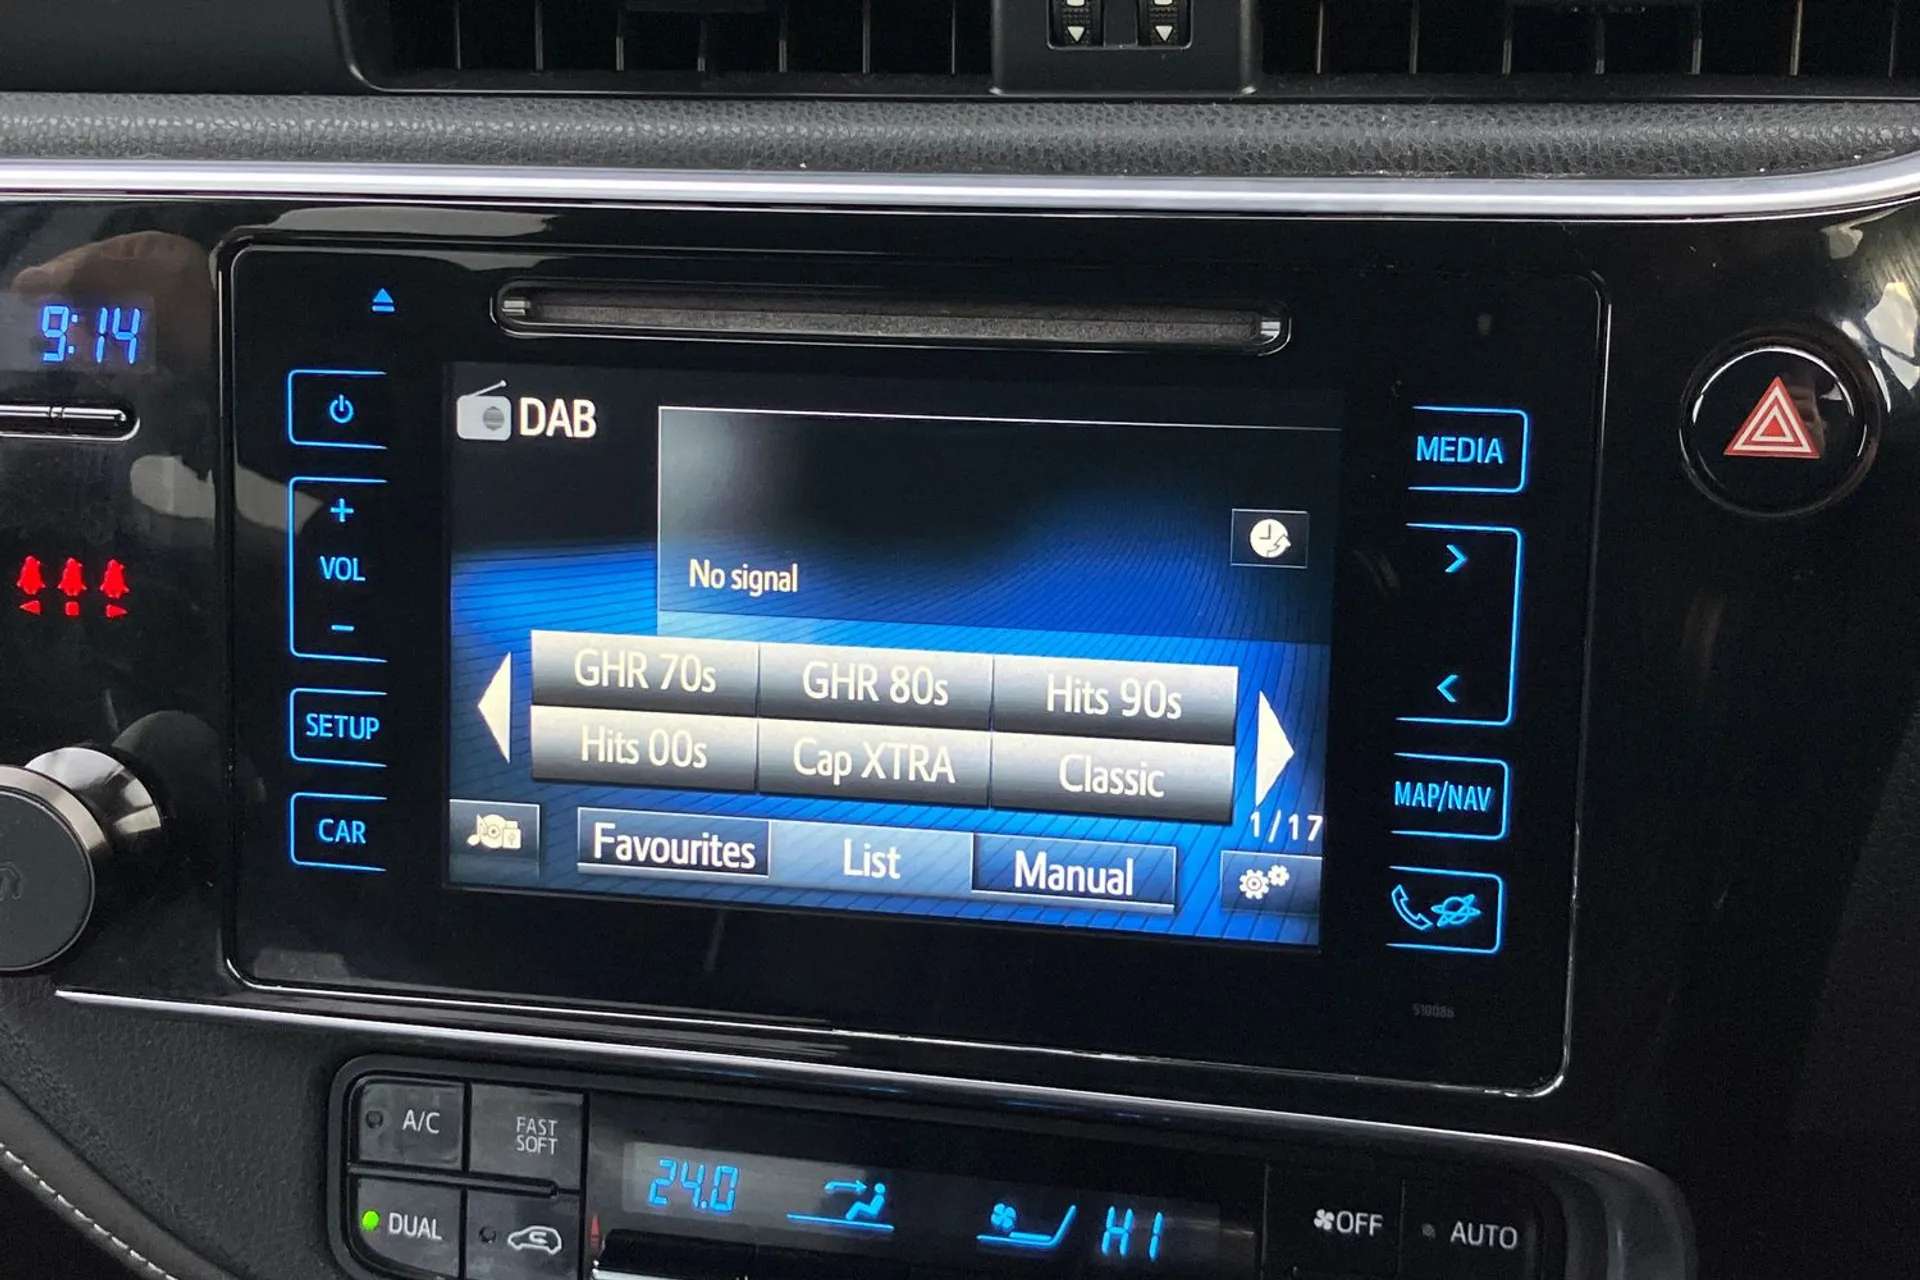 9:14
DAB
MEDIA
VOL
No signal
SETUP
GHR 70s
GHR 80s
Hits 90s
Hits 00s
Cap XTRA
Classic
CAR
MAP/NAV
1/17
Favourites
List
Manual
510086
A/C
FAST
SOFT
24.0
HI
DUAL
OFF
AUTO